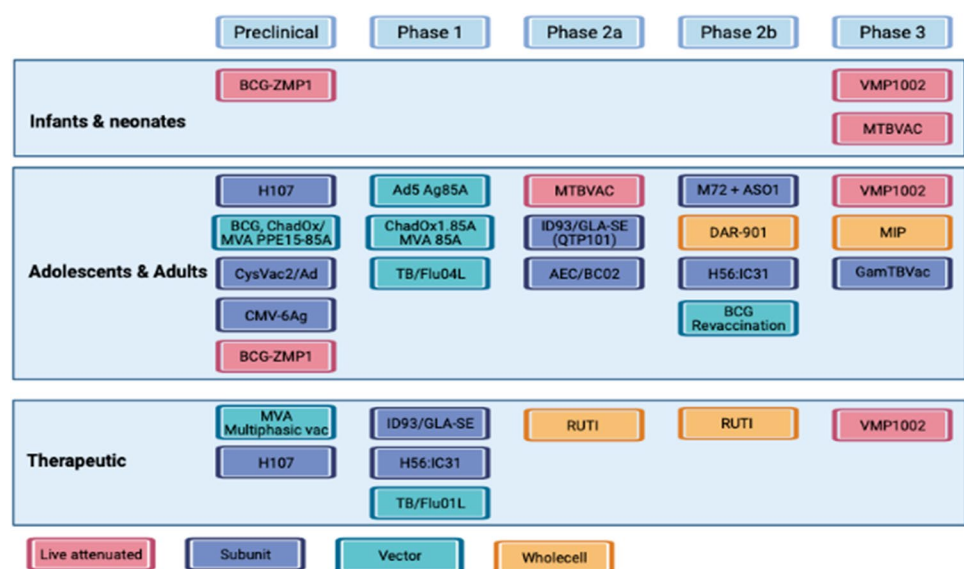 Preclinical
Phase 1
Phase 2a
Phase 2b
Phase 3
Infants & neonates
BCG-ZMP1
VMP1002
MTBVAC
Adolescents & Adults
H107
Ad5 Ag85A
MTBVAC
M72 + ASO1
VMP1002
BCG, ChadOx/
MVA PPE15-85A
ChadOx1.85A
MVA 85A
ID93/GLA-SE
(QTP101)
DAR-901
MIP
CysVac2/Ad
TB/Flu04L
AEC/BC02
H56:IC31
GamTBVac
CMV-6Ag
BCG
Revaccination
BCG-ZMP1
Therapeutic
MVA
Multiphasic vac
ID93/GLA-SE
RUTI
RUTI
VMP1002
H107
H56:IC31
TB/Flu01L
Live attenuated
Subunit
Vector
Wholecell